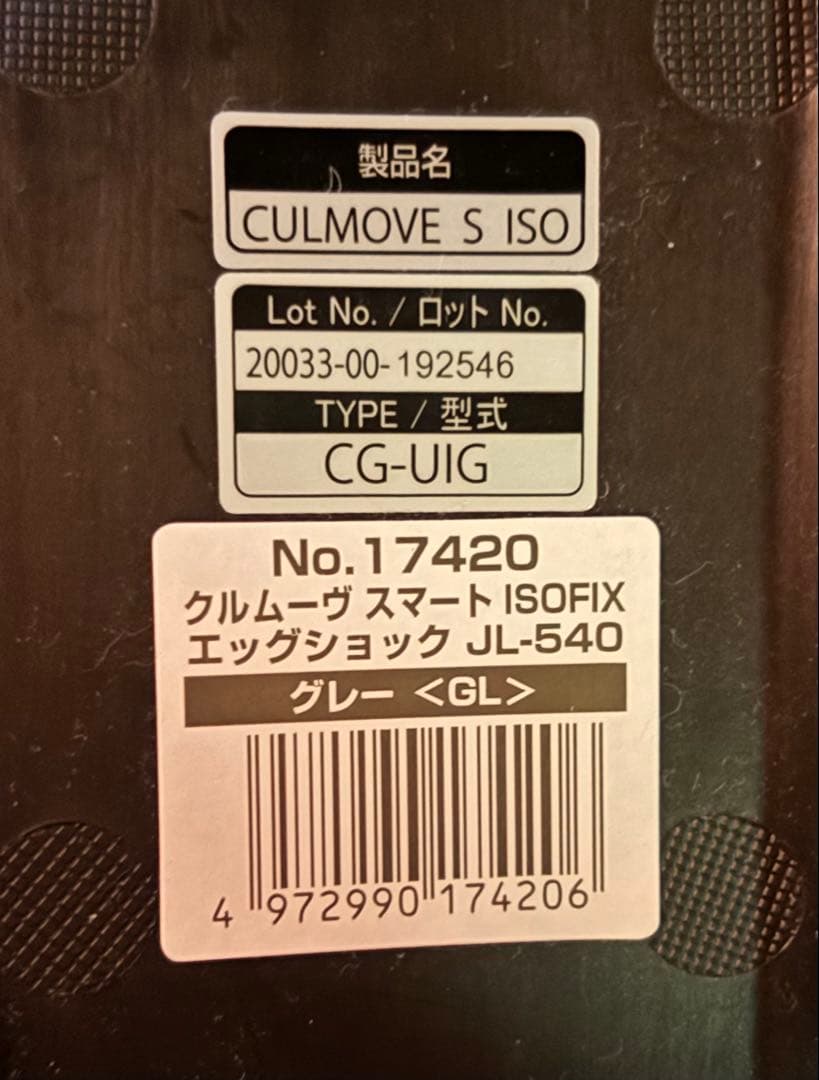 製品名
CULMOVE S ISO
Lot No. / ロット No.
20033-00-192546
TYPE / 型式
CG-UIG
No.17420
クルムーヴ スマート ISOFIX
エッグショック JL-540
グレー <GL>
4 972990 174206